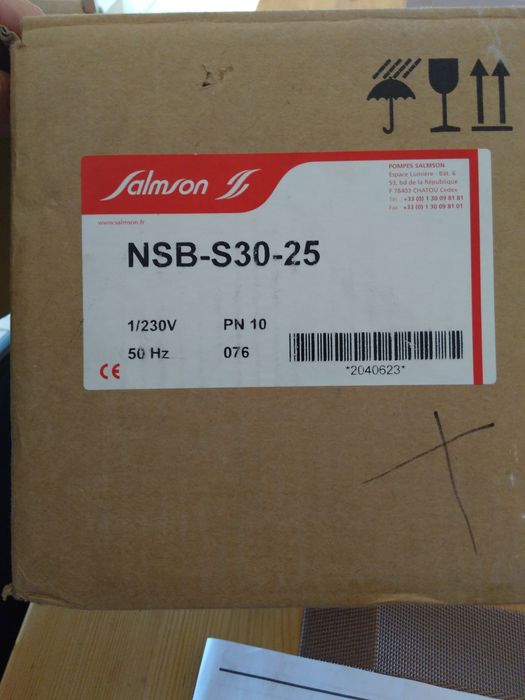 Salmson
www.salmson.fr
POMPES SALMSON
Espace Lumière - Bât. 6
53, bd de la République
F 78403 CHATOU Cedex
Tél. : +33 (0) 1 30 09 81 81
Fax : +33 (0) 1 30 09 81 01
NSB-S30-25
1/230V PN 10
50 Hz 076
CE
*2040623*